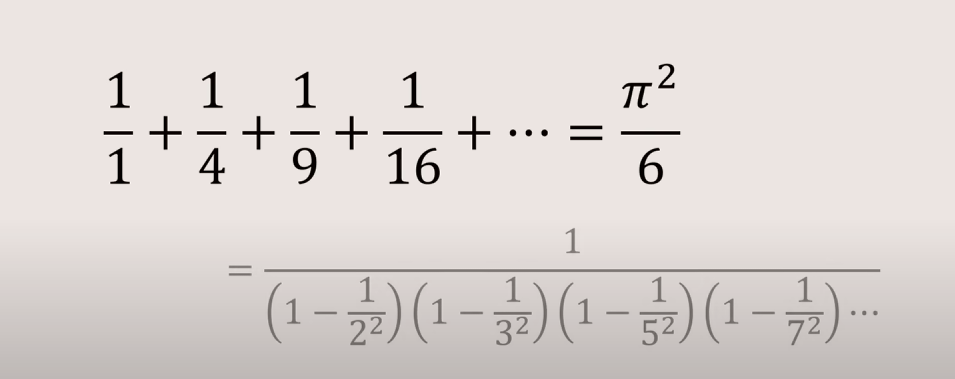 1/1 + 1/4 + 1/9 + 1/16 + ⋯ = π²/6
= 1/((1 − 1/2²)(1 − 1/3²)(1 − 1/5²)(1 − 1/7²)⋯